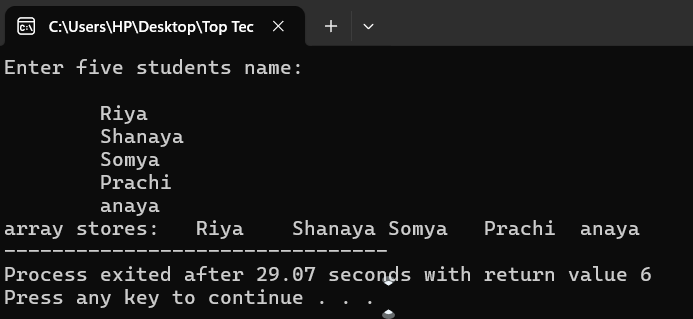 C:\Users\HP\Desktop\Top Tec
Enter five students name:
Riya
Shanaya
Somya
Prachi
anaya
array stores: Riya Shanaya Somya Prachi anaya
--------------------------------
Process exited after 29.07 seconds with return value 6
Press any key to continue . . .